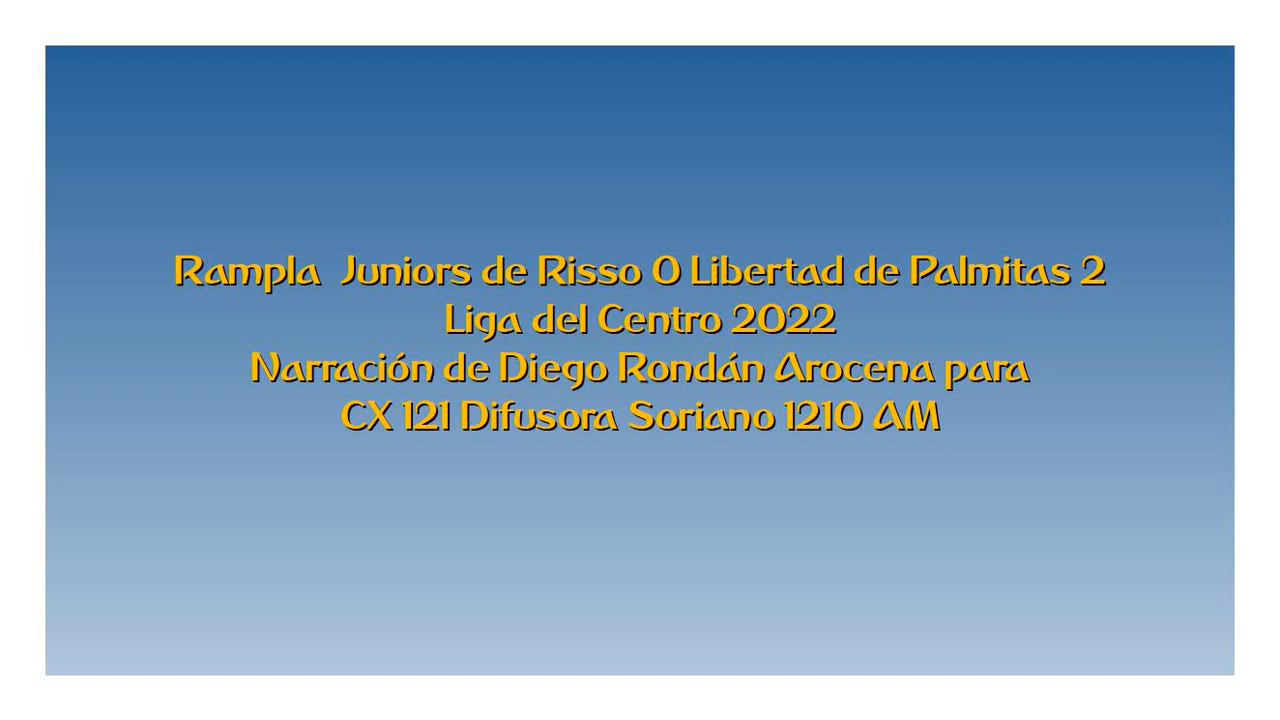 Rampla Juniors de Risso 0 Libertad de Palmitas 2
Liga del Centro 2022
Narración de Diego Rondán Arocena para
CX 121 Difusora Soriano 1210 AM